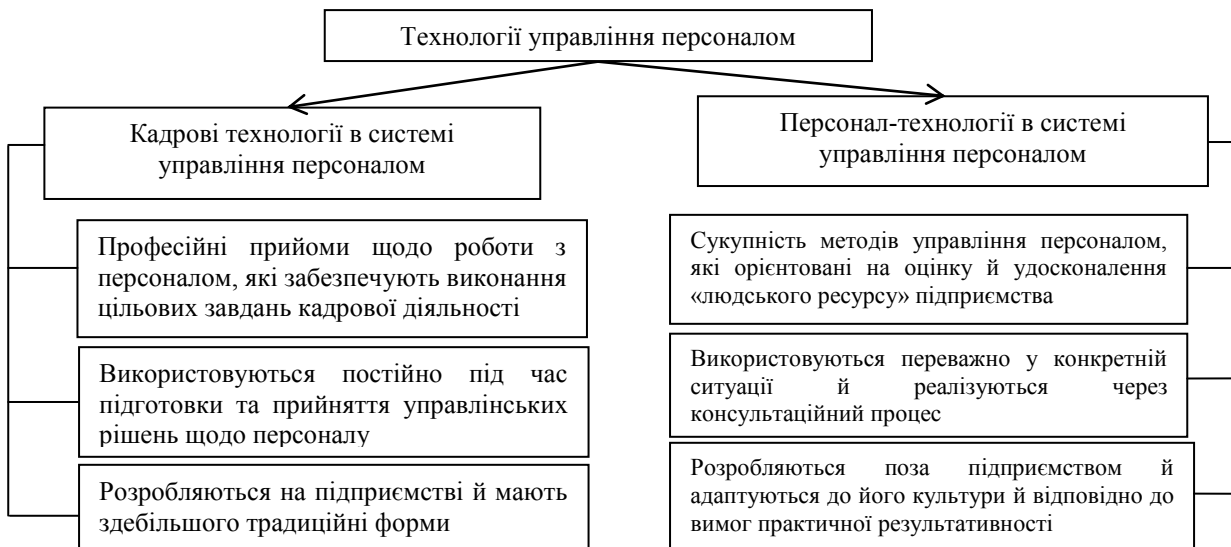 Технології управління персоналом
Кадрові технології в системі
управління персоналом
Персонал-технології в системі
управління персоналом
Професійні прийоми щодо роботи з
персоналом, які забезпечують виконання
цільових завдань кадрової діяльності
Використовуються постійно під час
підготовки та прийняття управлінських
рішень щодо персоналу
Розробляються на підприємстві й мають
здебільшого традиційні форми
Сукупність методів управління персоналом,
які орієнтовані на оцінку й удосконалення
«людського ресурсу» підприємства
Використовуються переважно у конкретній
ситуації й реалізуються через
консультаційний процес
Розробляються поза підприємством й
адаптуються до його культури й відповідно до
вимог практичної результативності